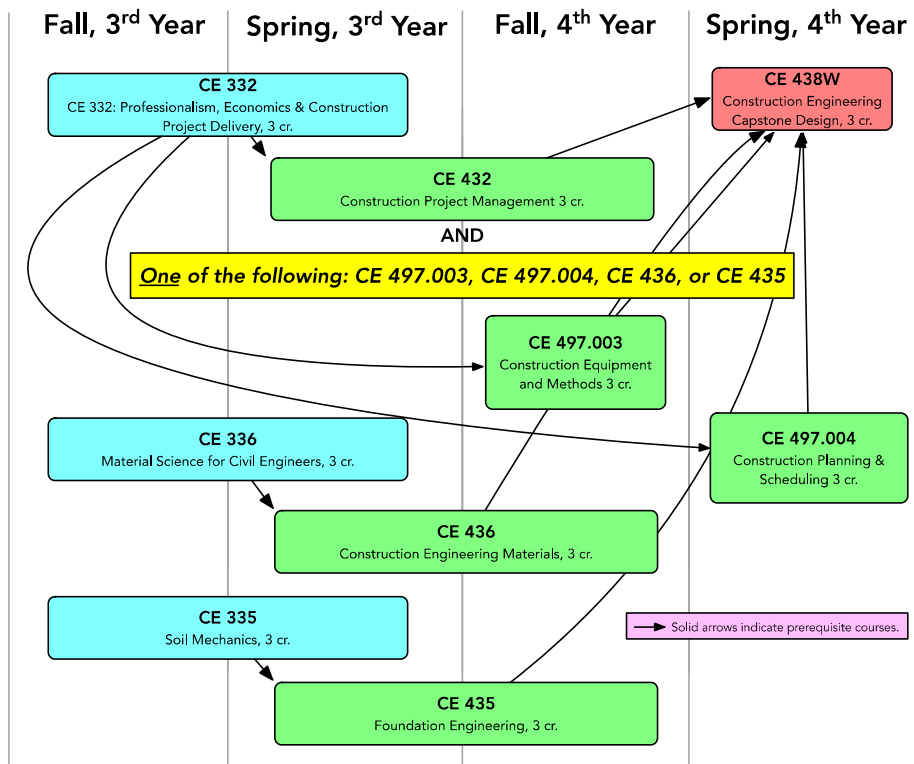 Fall, 3rd Year
Spring, 3rd Year
Fall, 4th Year
Spring, 4th Year
CE 332
CE 332: Professionalism, Economics & Construction
Project Delivery, 3 cr.
CE 438W
Construction Engineering
Capstone Design, 3 cr.
CE 432
Construction Project Management 3 cr.
AND
One of the following: CE 497.003, CE 497.004, CE 436, or CE 435
CE 497.003
Construction Equipment
and Methods 3 cr.
CE 336
Material Science for Civil Engineers, 3 cr.
CE 497.004
Construction Planning &
Scheduling 3 cr.
CE 436
Construction Engineering Materials, 3 cr.
CE 335
Soil Mechanics, 3 cr.
Solid arrows indicate prerequisite courses.
CE 435
Foundation Engineering, 3 cr.